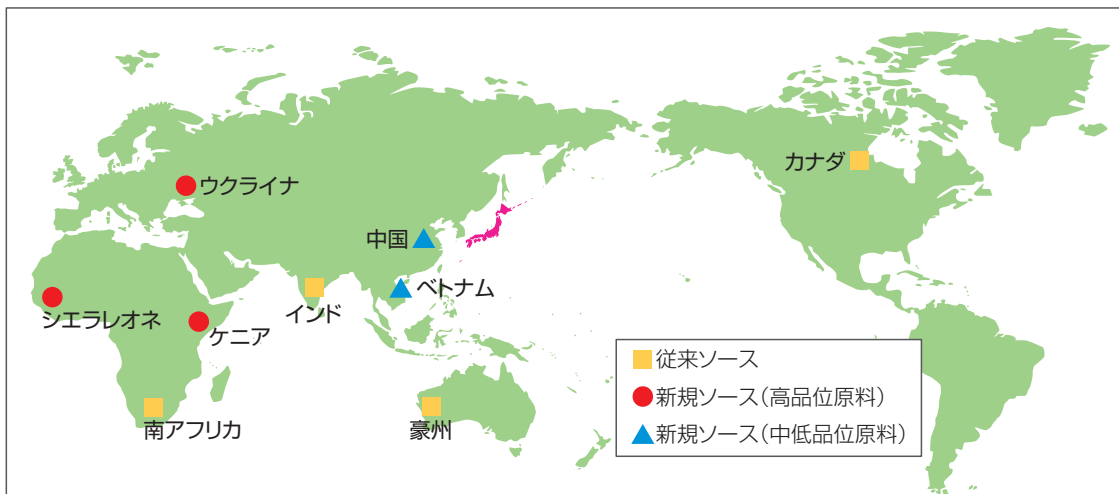 カナダ
ウクライナ
中国
ベトナム
インド
シエラレオネ
ケニア
南アフリカ
豪州
従来ソース
新規ソース（高品位原料）
新規ソース（中低品位原料）